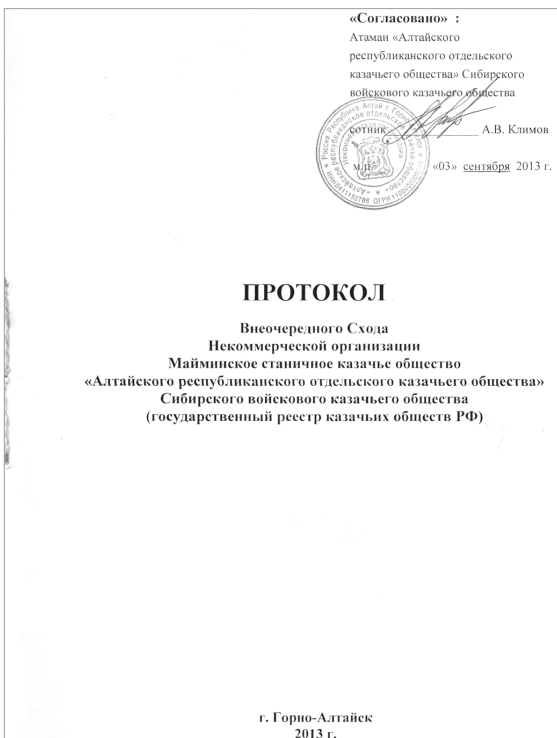 «Согласовано» :
Атаман «Алтайского
республиканского отдельского
казачьего общества» Сибирского
войскового казачьего общества
сотник А.В. Климов
м.п. «03» сентября 2013 г.
ПРОТОКОЛ
Внеочередного Схода
Некоммерческой организации
Майминское станичное казачье общество
«Алтайского республиканского отдельского казачьего общества»
Сибирского войскового казачьего общества
(государственный реестр казачьих обществ РФ)
г. Горно-Алтайск
2013 г.